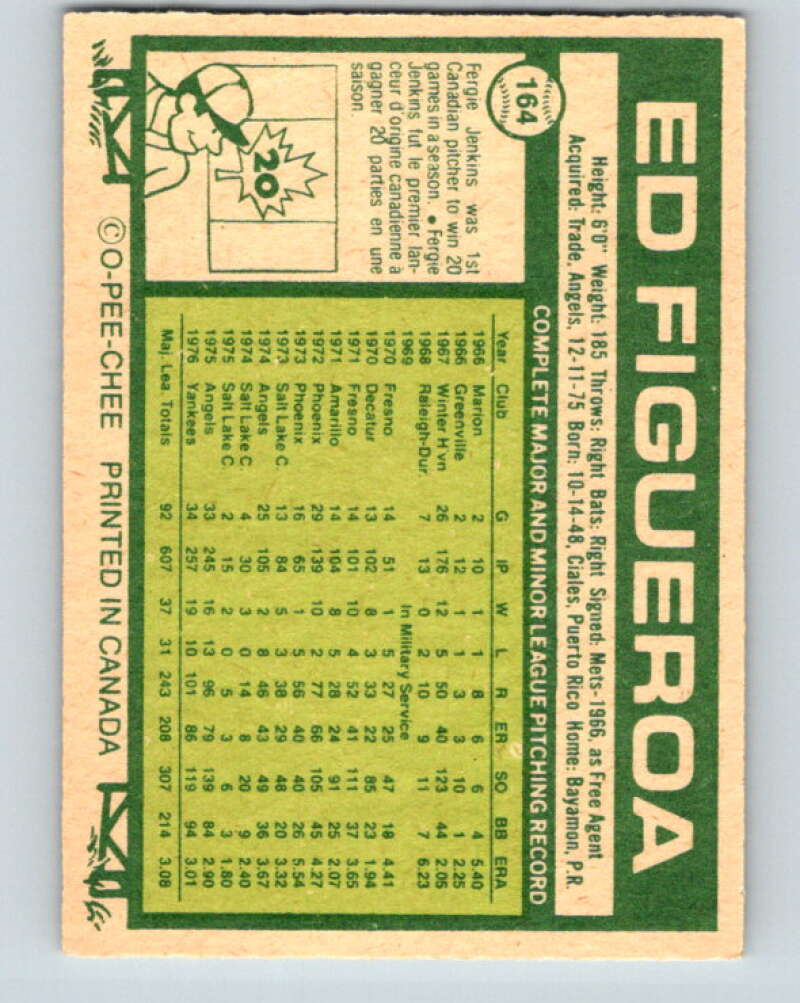 164
ED FIGUEROA
Height: 6'0" Weight: 185 Throws: Right Bats: Right Signed: Mets-1966, as Free Agent
Acquired: Trade, Angels, 12-11-75 Born: 10-14-48, Ciales, Puerto Rico Home: Bayamon, P.R.
COMPLETE MAJOR AND MINOR LEAGUE PITCHING RECORD
Fergie Jenkins was 1st
Canadian pitcher to win 20
games in a season. • Fergie
Jenkins fut le premier lan-
ceur d'origine canadienne à
gagner 20 parties en une
saison.
20
Year Club G IP W L R ER SO BB ERA
1966 Marion 2 10 1 1 8 6 6 4 5.40
1966 Greenville 2 12 1 1 3 3 10 1 2.25
1967 Winter H'vn 26 176 12 5 50 40 123 44 2.05
1968 Raleigh-Dur. 7 13 0 2 10 9 11 7 6.23
1969 In Military Service
1970 Fresno 14 51 1 5 27 25 47 18 4.41
1970 Decatur 13 102 8 3 33 22 85 23 1.94
1971 Fresno 14 101 10 4 52 41 111 37 3.65
1971 Amarillo 14 104 8 5 28 24 91 25 2.07
1972 Phoenix 29 139 10 2 77 66 105 45 4.27
1973 Phoenix 16 65 1 5 56 40 40 26 5.54
1973 Salt Lake C. 13 84 5 3 38 29 48 20 3.32
1974 Angels 25 105 2 8 46 43 49 36 3.67
1974 Salt Lake C. 4 30 3 0 14 8 20 9 2.40
1975 Salt Lake C. 2 15 2 0 5 3 6 3 1.80
1975 Angels 33 245 16 13 96 79 139 84 2.90
1976 Yankees 34 257 19 10 101 86 119 94 3.01
Maj. Lea. Totals 92 607 37 31 243 208 307 214 3.08
© O-PEE-CHEE PRINTED IN CANADA